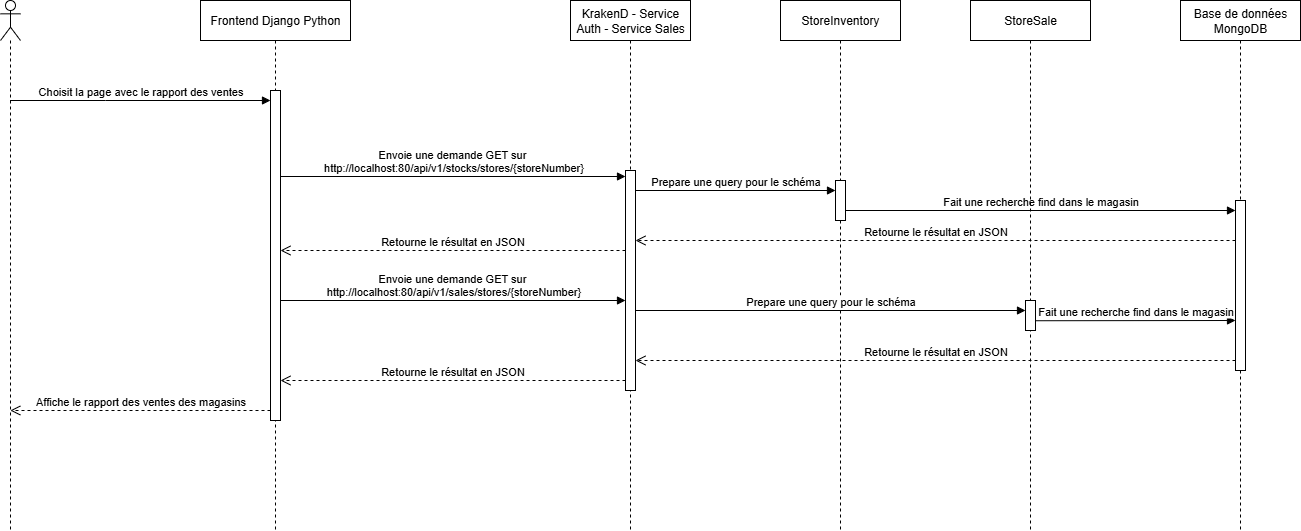 Frontend Django Python
KrakenD - Service
Auth - Service Sales
StoreInventory
StoreSale
Base de données
MongoDB
Choisit la page avec le rapport des ventes
Envoie une demande GET sur
http://localhost:80/api/v1/stocks/stores/{storeNumber}
Prepare une query pour le schéma
Fait une recherche find dans le magasin
Retourne le résultat en JSON
Retourne le résultat en JSON
Envoie une demande GET sur
http://localhost:80/api/v1/sales/stores/{storeNumber}
Prepare une query pour le schéma
Fait une recherche find dans le magasin
Retourne le résultat en JSON
Retourne le résultat en JSON
Affiche le rapport des ventes des magasins